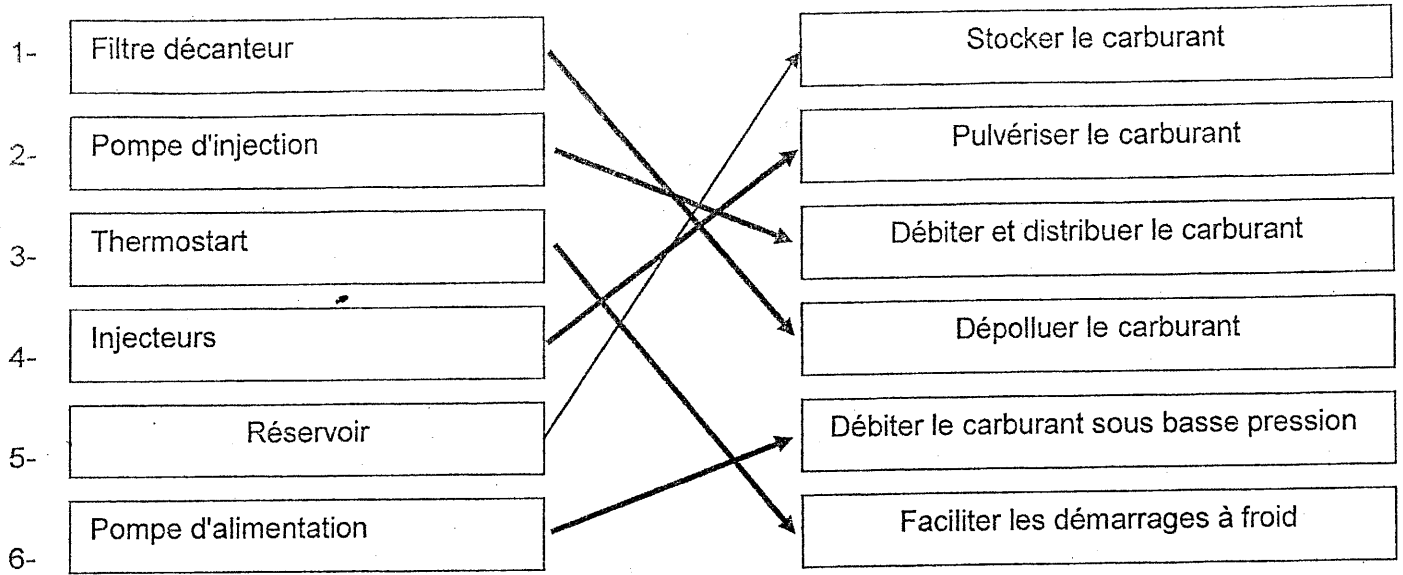 1- Filtre décanteur
Stocker le carburant
2- Pompe d'injection
Pulvériser le carburant
3- Thermostart
Débiter et distribuer le carburant
4- Injecteurs
Dépolluer le carburant
5- Réservoir
Débiter le carburant sous basse pression
6- Pompe d'alimentation
Faciliter les démarrages à froid